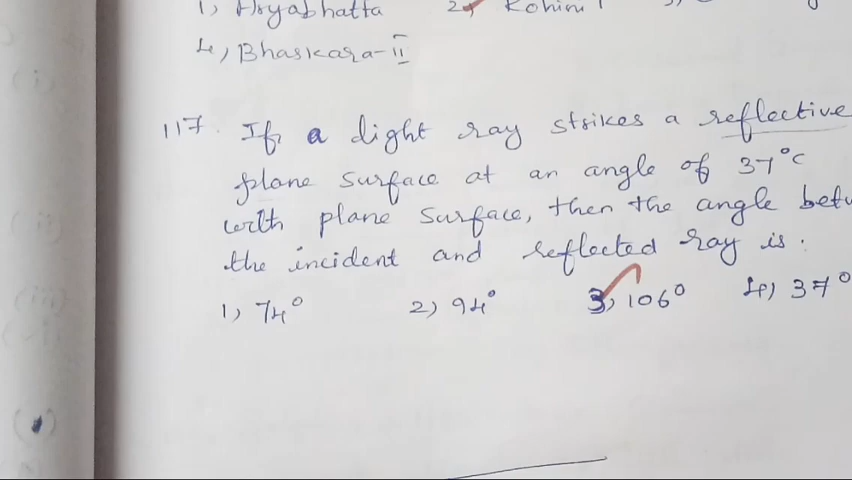 1) Aryabhatta 2) Rohini
4) Bhaskara-II
117. If a light ray strikes a reflective
plane surface at an angle of 37°C
with plane surface, then the angle betw
the incident and reflected ray is.
1) 74° 2) 94° 3) 106° 4) 37°